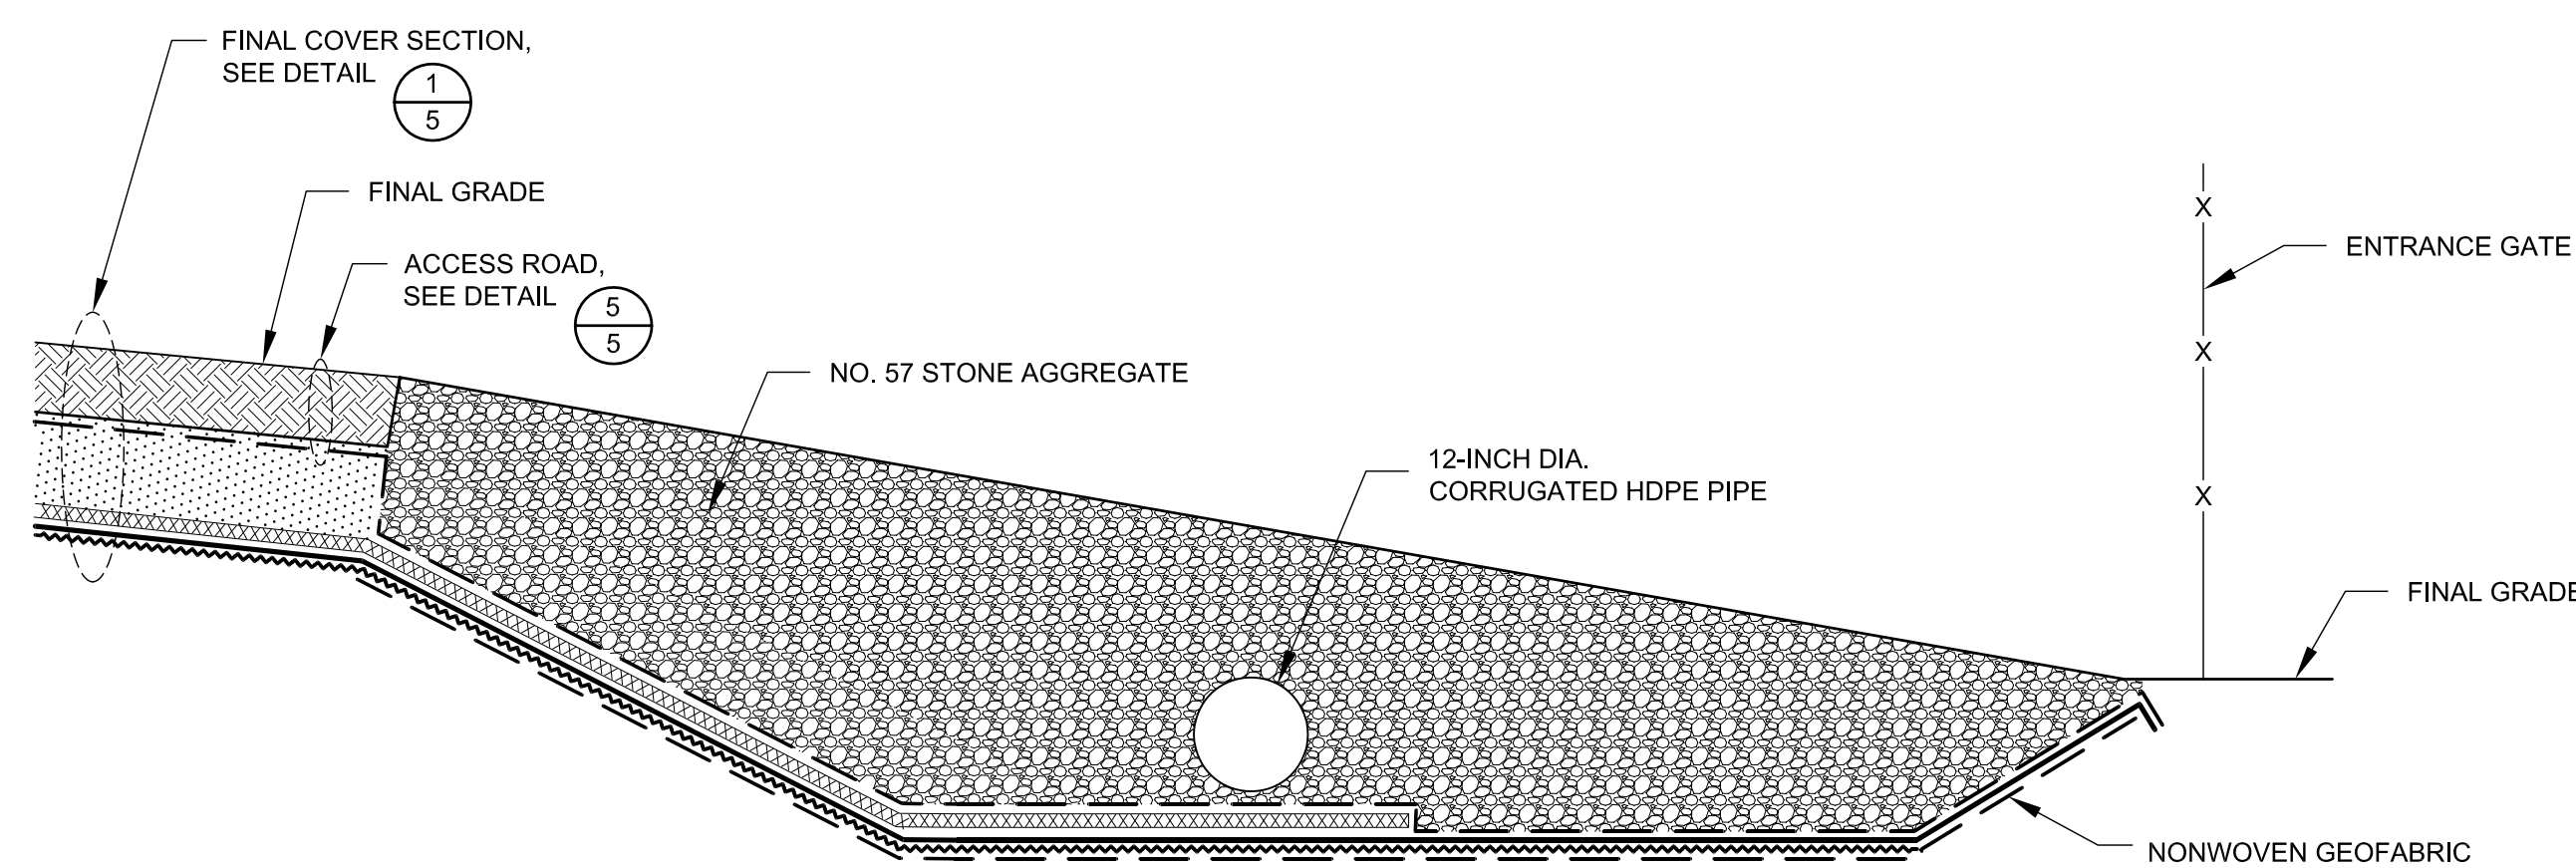 FINAL COVER SECTION,
SEE DETAIL
1
5
FINAL GRADE
ACCESS ROAD,
SEE DETAIL
5
5
NO. 57 STONE AGGREGATE
12-INCH DIA.
CORRUGATED HDPE PIPE
X
X
X
ENTRANCE GATE
FINAL GRADE
NONWOVEN GEOFABRIC